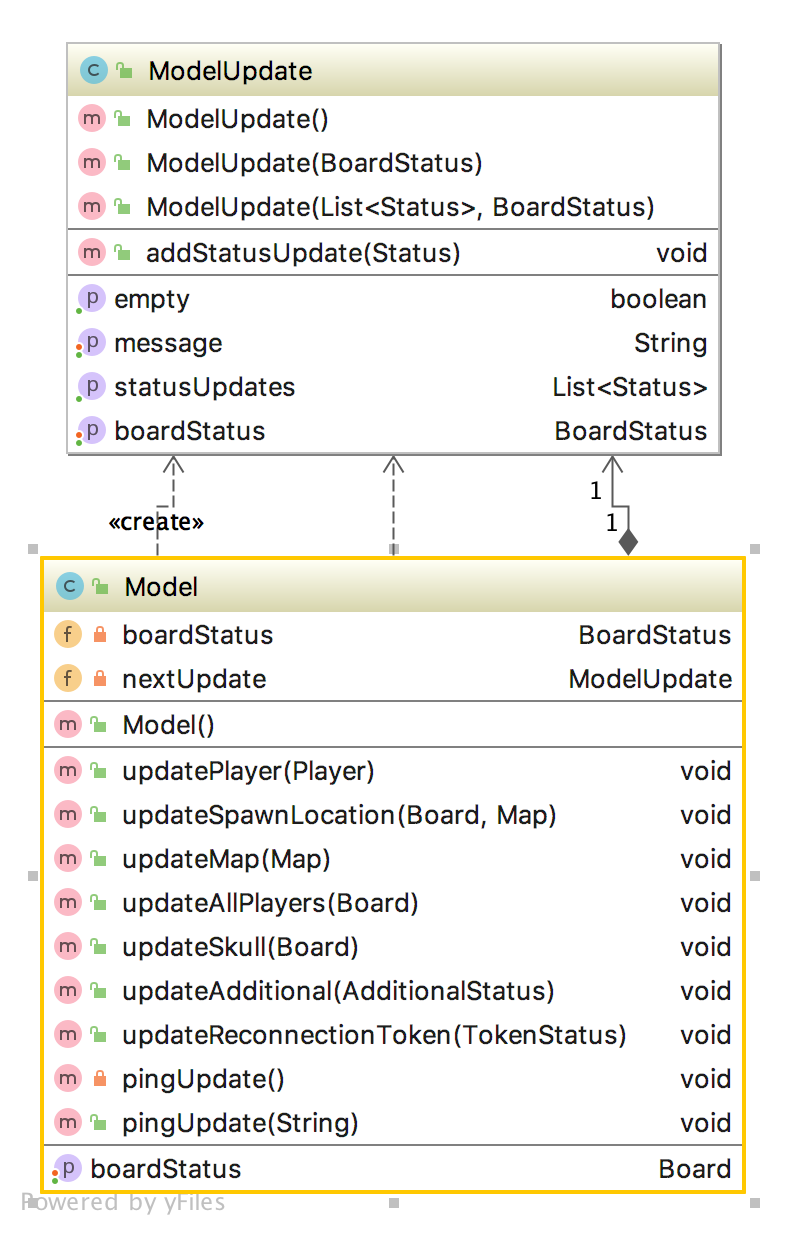 C ModelUpdate
m ModelUpdate()
m ModelUpdate(BoardStatus)
m ModelUpdate(List<Status>, BoardStatus)
m addStatusUpdate(Status) void
p empty boolean
p message String
p statusUpdates List<Status>
p boardStatus BoardStatus
1
«create» 1
C Model
f boardStatus BoardStatus
f nextUpdate ModelUpdate
m Model()
m updatePlayer(Player) void
m updateSpawnLocation(Board, Map) void
m updateMap(Map) void
m updateAllPlayers(Board) void
m updateSkull(Board) void
m updateAdditional(AdditionalStatus) void
m updateReconnectionToken(TokenStatus) void
m pingUpdate() void
m pingUpdate(String) void
p boardStatus Board
Powered by yFiles